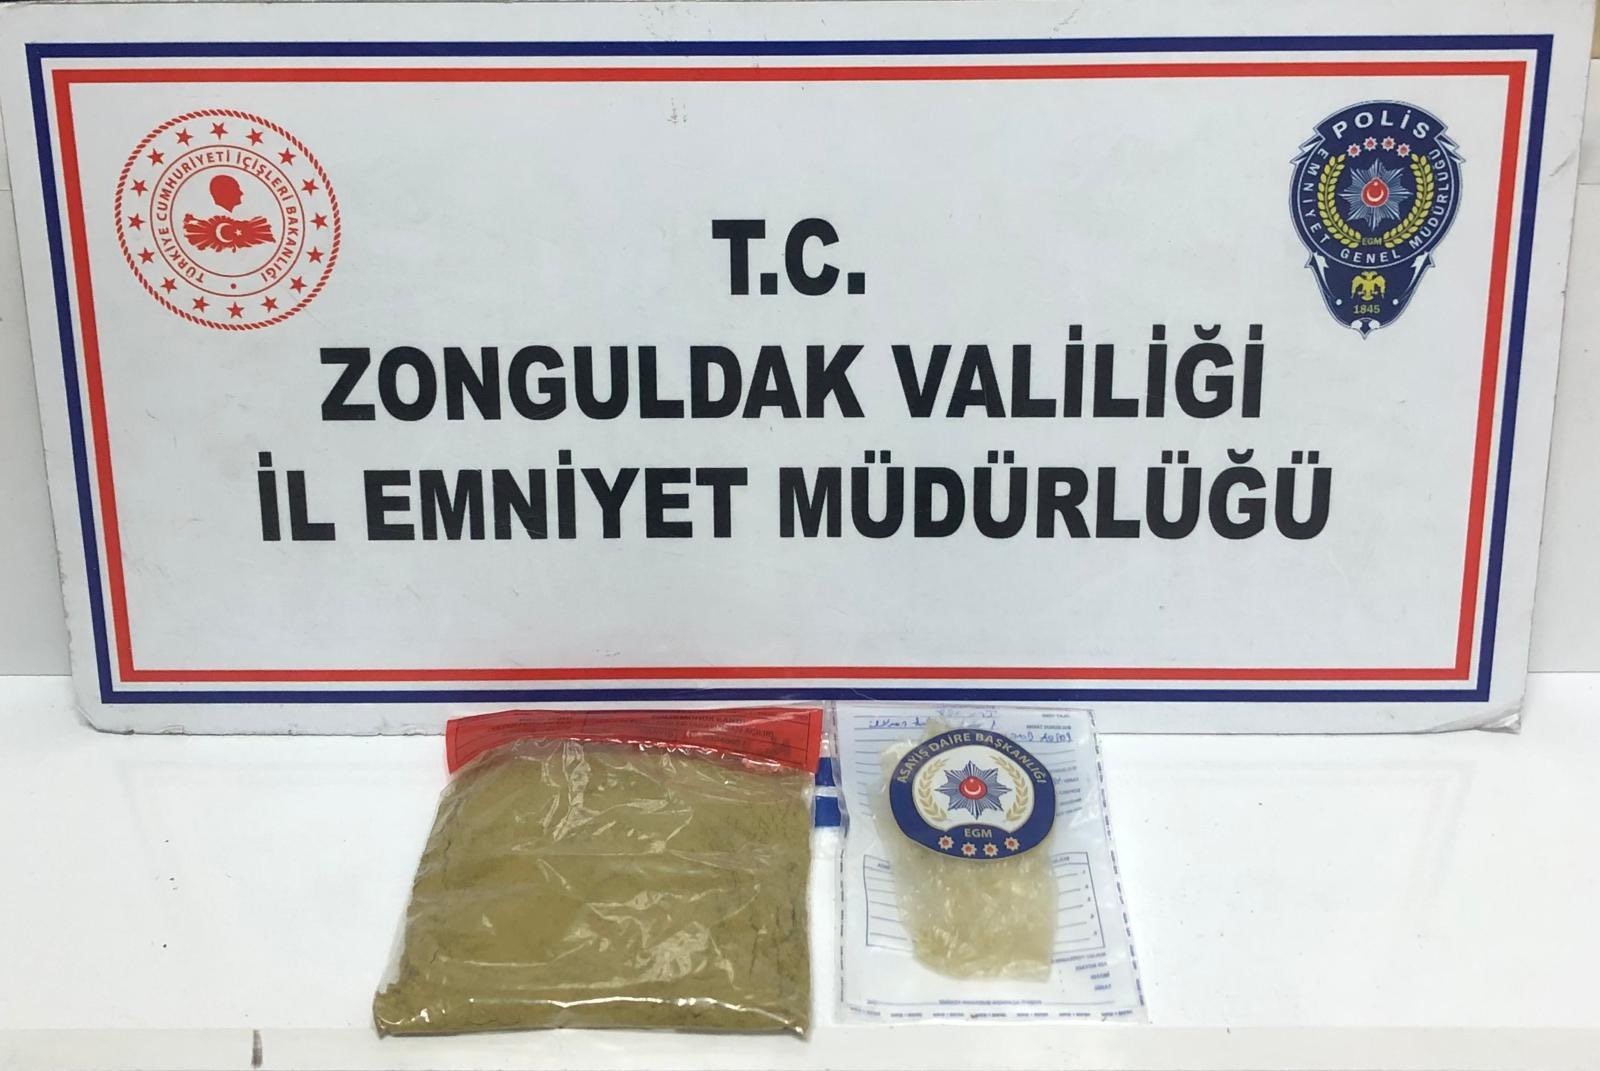 TÜRKİYE CUMHURİYETİ İÇİŞLERİ BAKANLIĞI
POLİS
EMNİYET GENEL MÜDÜRLÜĞÜ
EGM
1845
T.C.
ZONGULDAK VALİLİĞİ
İL EMNİYET MÜDÜRLÜĞÜ
ASAYİŞ DAİRE BAŞKANLIĞI
EGM